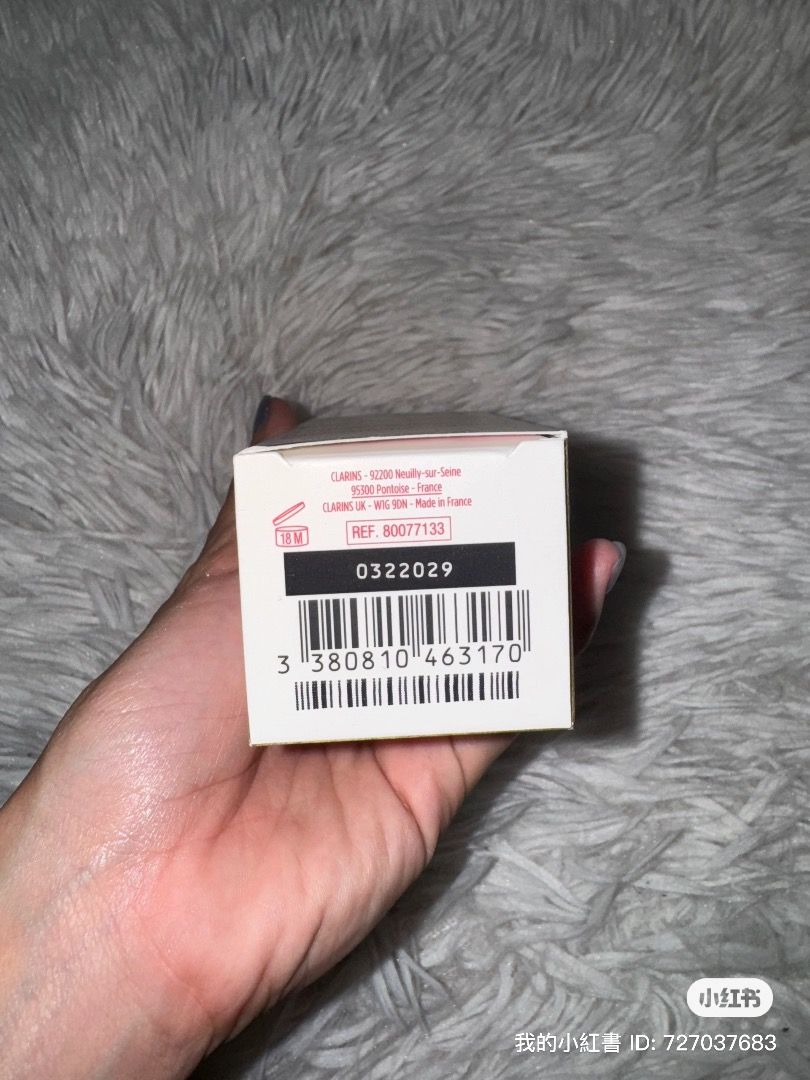 CLARINS - 92200 Neuilly-sur-Seine
95300 Pontoise - France
CLARINS UK - W1G 9DN - Made in France
18 M
REF. 80077133
0322029
3 380810 463170
小红书
我的小紅書 ID: 727037683